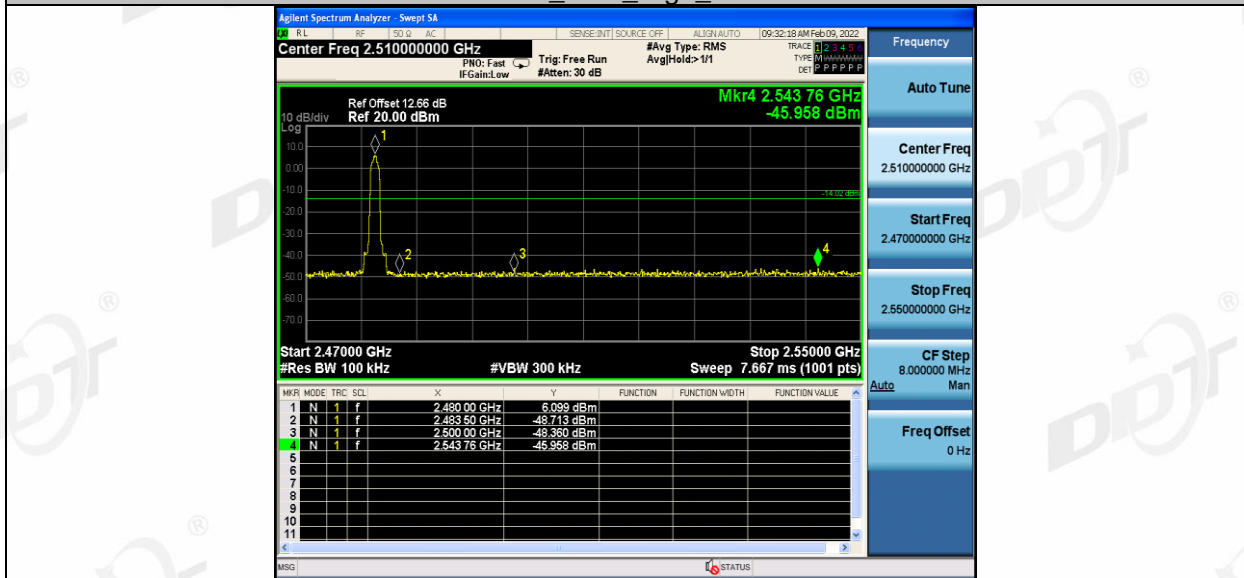 Agilent Spectrum Analyzer - Swept SA
RL RF 50 Ω AC SENSE:INT SOURCE OFF ALIGN AUTO 09:32:18 AM Feb 09, 2022
Center Freq 2.510000000 GHz
PNO: Fast
IFGain:Low
Trig: Free Run
#Atten: 30 dB
#Avg Type: RMS
Avg|Hold:>1/1
TRACE 1 2 3 4 5 6
TYPE M
DET P P P P P P
Mkr4 2.543 76 GHz
-45.958 dBm
Ref Offset 12.66 dB
10 dB/div Ref 20.00 dBm
Log
10.0
0.00
-10.0
-20.0
-30.0
-40.0
-50.0
-60.0
-70.0
1
2
3
4
-14.02 dBm
Start 2.47000 GHz Stop 2.55000 GHz
#Res BW 100 kHz #VBW 300 kHz Sweep 7.667 ms (1001 pts)
MKR MODE TRC SCL X Y FUNCTION FUNCTION WIDTH FUNCTION VALUE
1 N 1 f 2.480 00 GHz 6.099 dBm
2 N 1 f 2.483 50 GHz -48.713 dBm
3 N 1 f 2.500 00 GHz -48.360 dBm
4 N 1 f 2.543 76 GHz -45.958 dBm
5
6
7
8
9
10
11
MSG STATUS
Frequency
Auto Tune
Center Freq
2.510000000 GHz
Start Freq
2.470000000 GHz
Stop Freq
2.550000000 GHz
CF Step
8.000000 MHz
Auto Man
Freq Offset
0 Hz
DDT ®